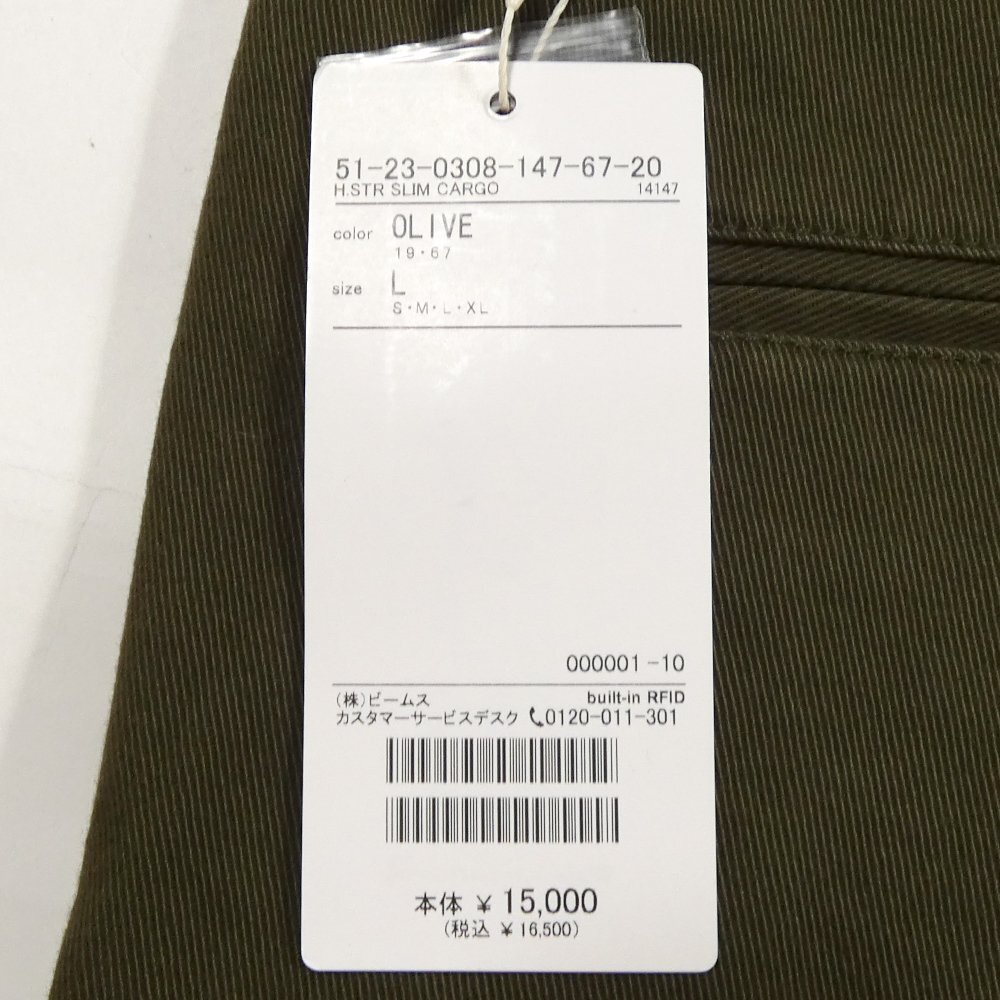 51-23-0308-147-67-20
H.STR SLIM CARGO 14147
color OLIVE
19・67
size L
S・M・L・XL
000001-10
(株)ビームス built-in RFID
カスタマーサービスデスク 0120-011-301
本体 ¥15,000
(税込 ¥16,500)